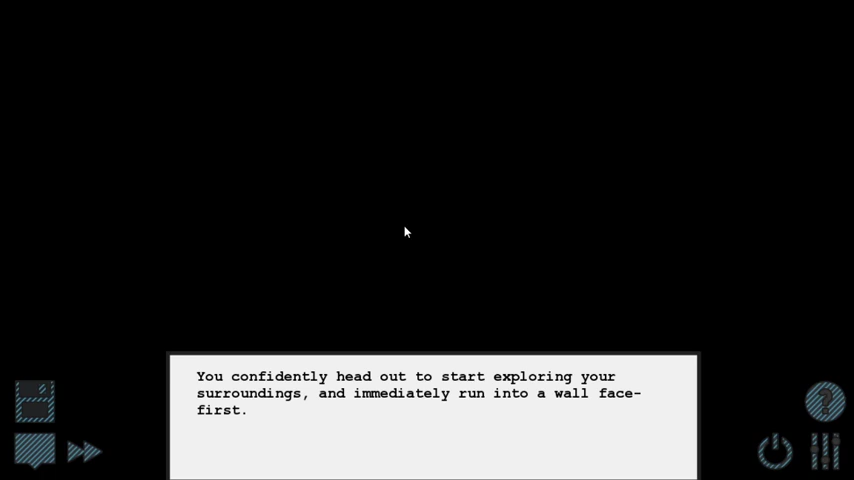 You confidently head out to start exploring your
surroundings, and immediately run into a wall face-
first.